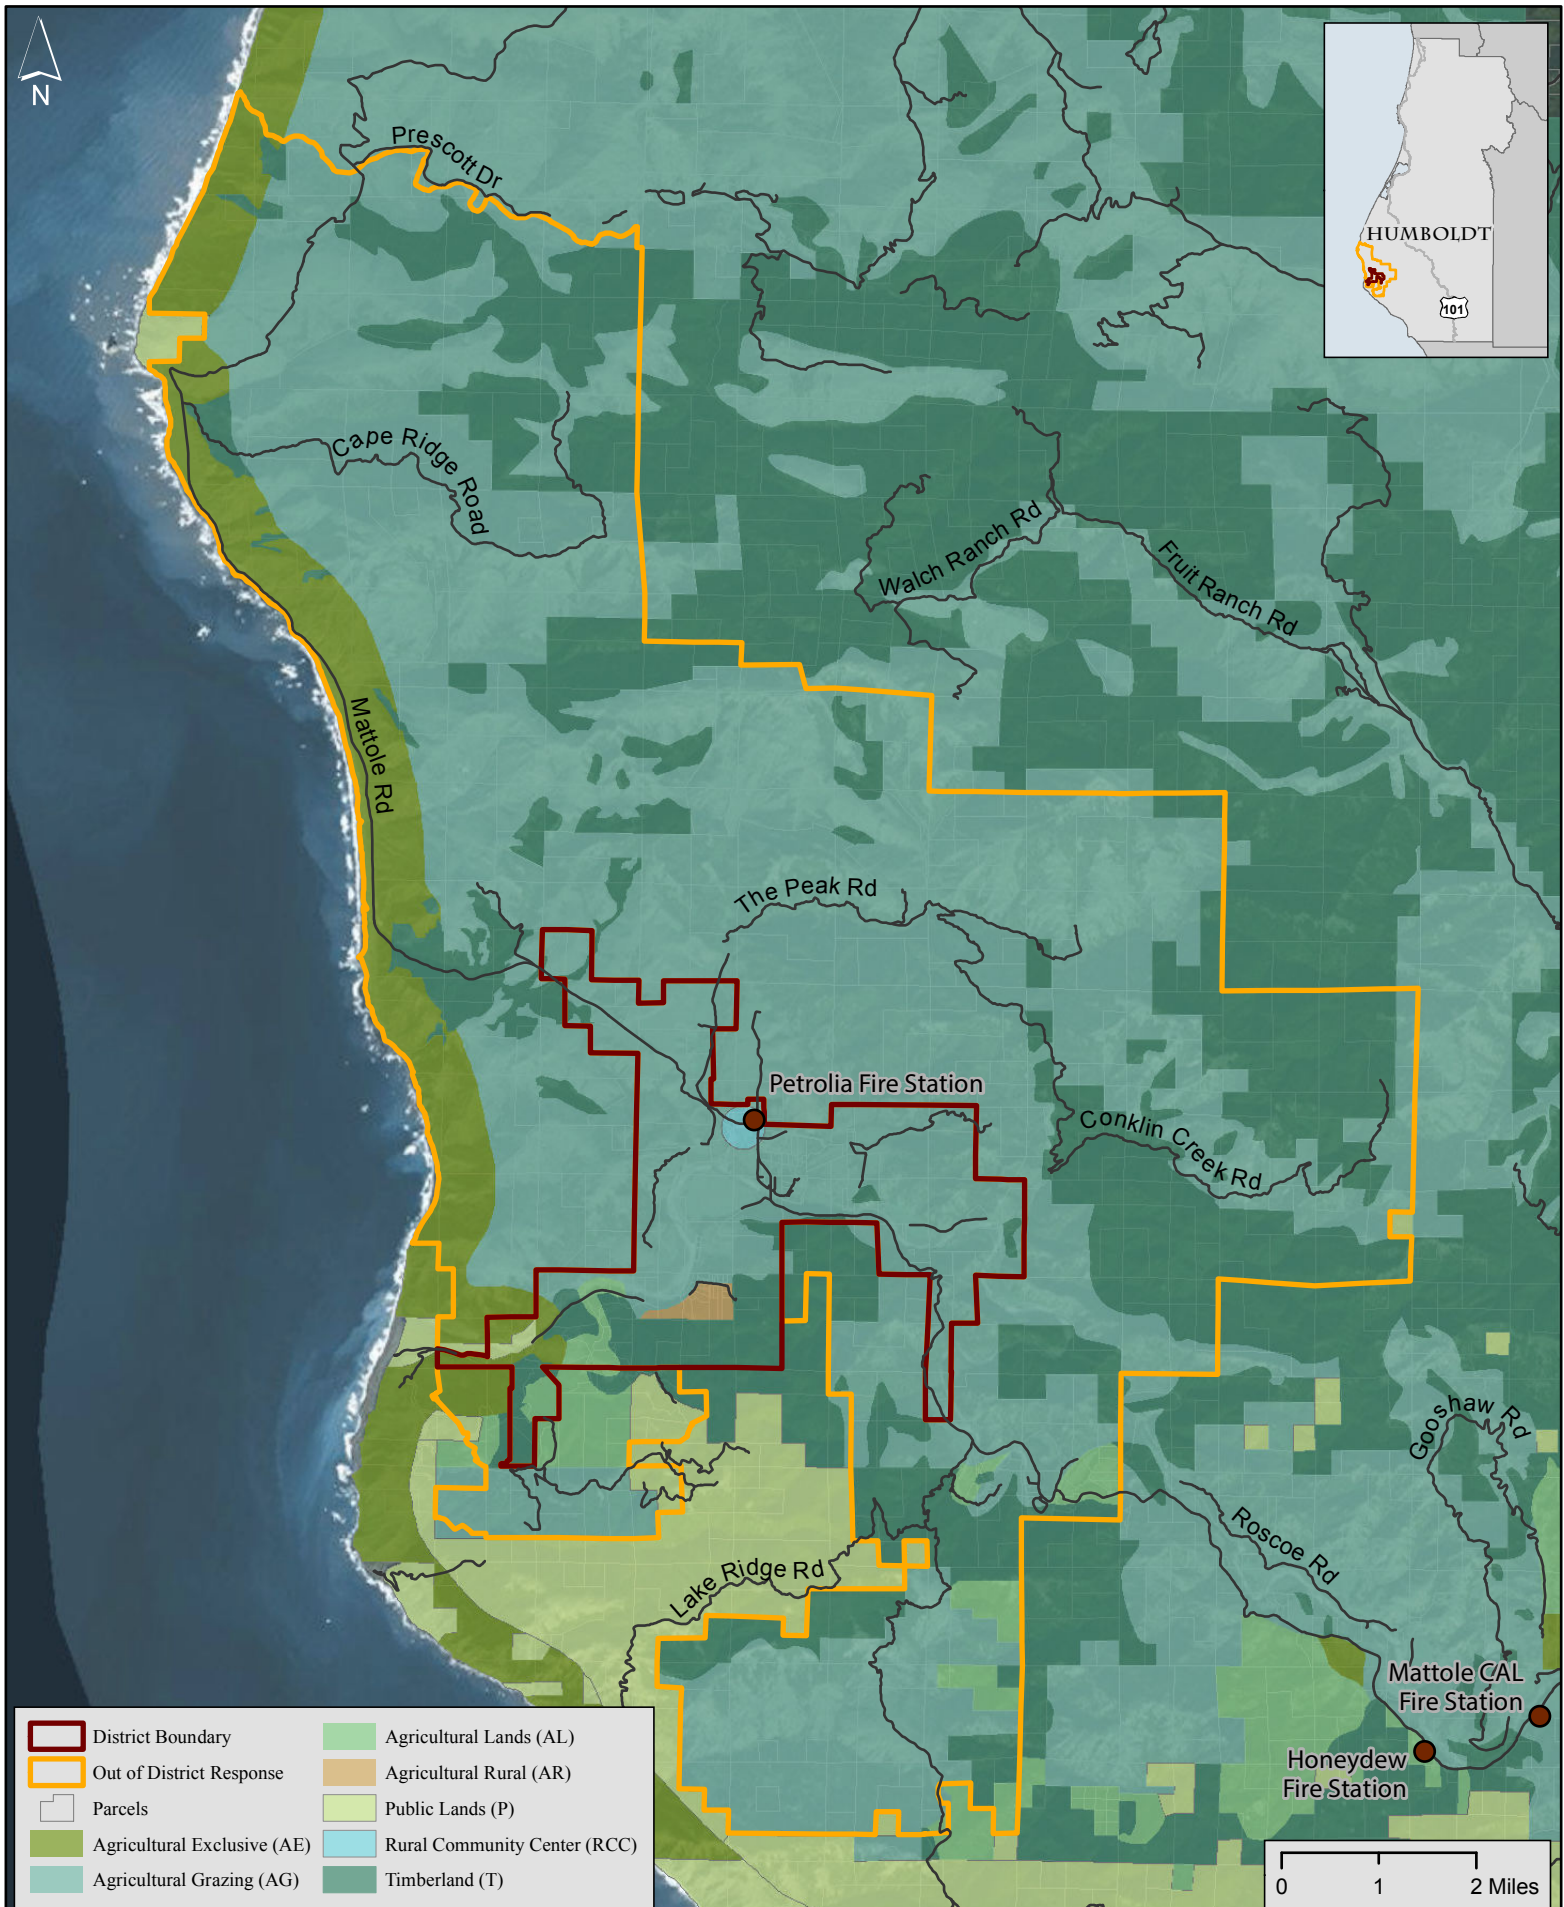 N
Prescott Dr
HUMBOLDT
101
Cape Ridge Road
Walch Ranch Rd
Fruit Ranch Rd
Mattole Rd
The Peak Rd
Petrolia Fire Station
Conklin Creek Rd
Gooshaw Rd
Roscoe Rd
Lake Ridge Rd
Mattole CAL
Fire Station
Honeydew
Fire Station
District Boundary
Out of District Response
Parcels
Agricultural Exclusive (AE)
Agricultural Grazing (AG)
Agricultural Lands (AL)
Agricultural Rural (AR)
Public Lands (P)
Rural Community Center (RCC)
Timberland (T)
0 1 2 Miles